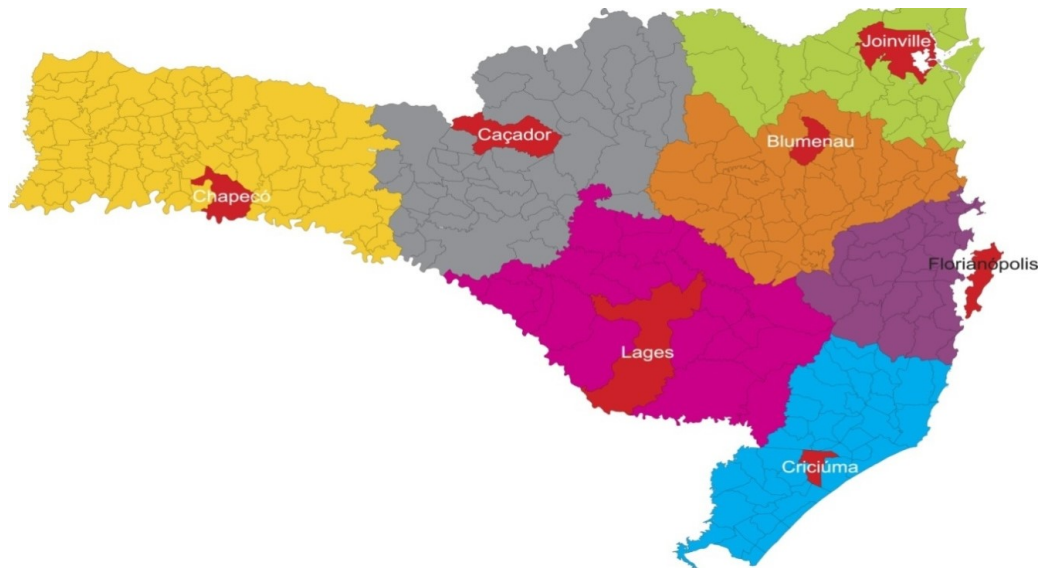 Joinville
Caçador
Blumenau
Chapecó
Florianópolis
Lages
Criciúma